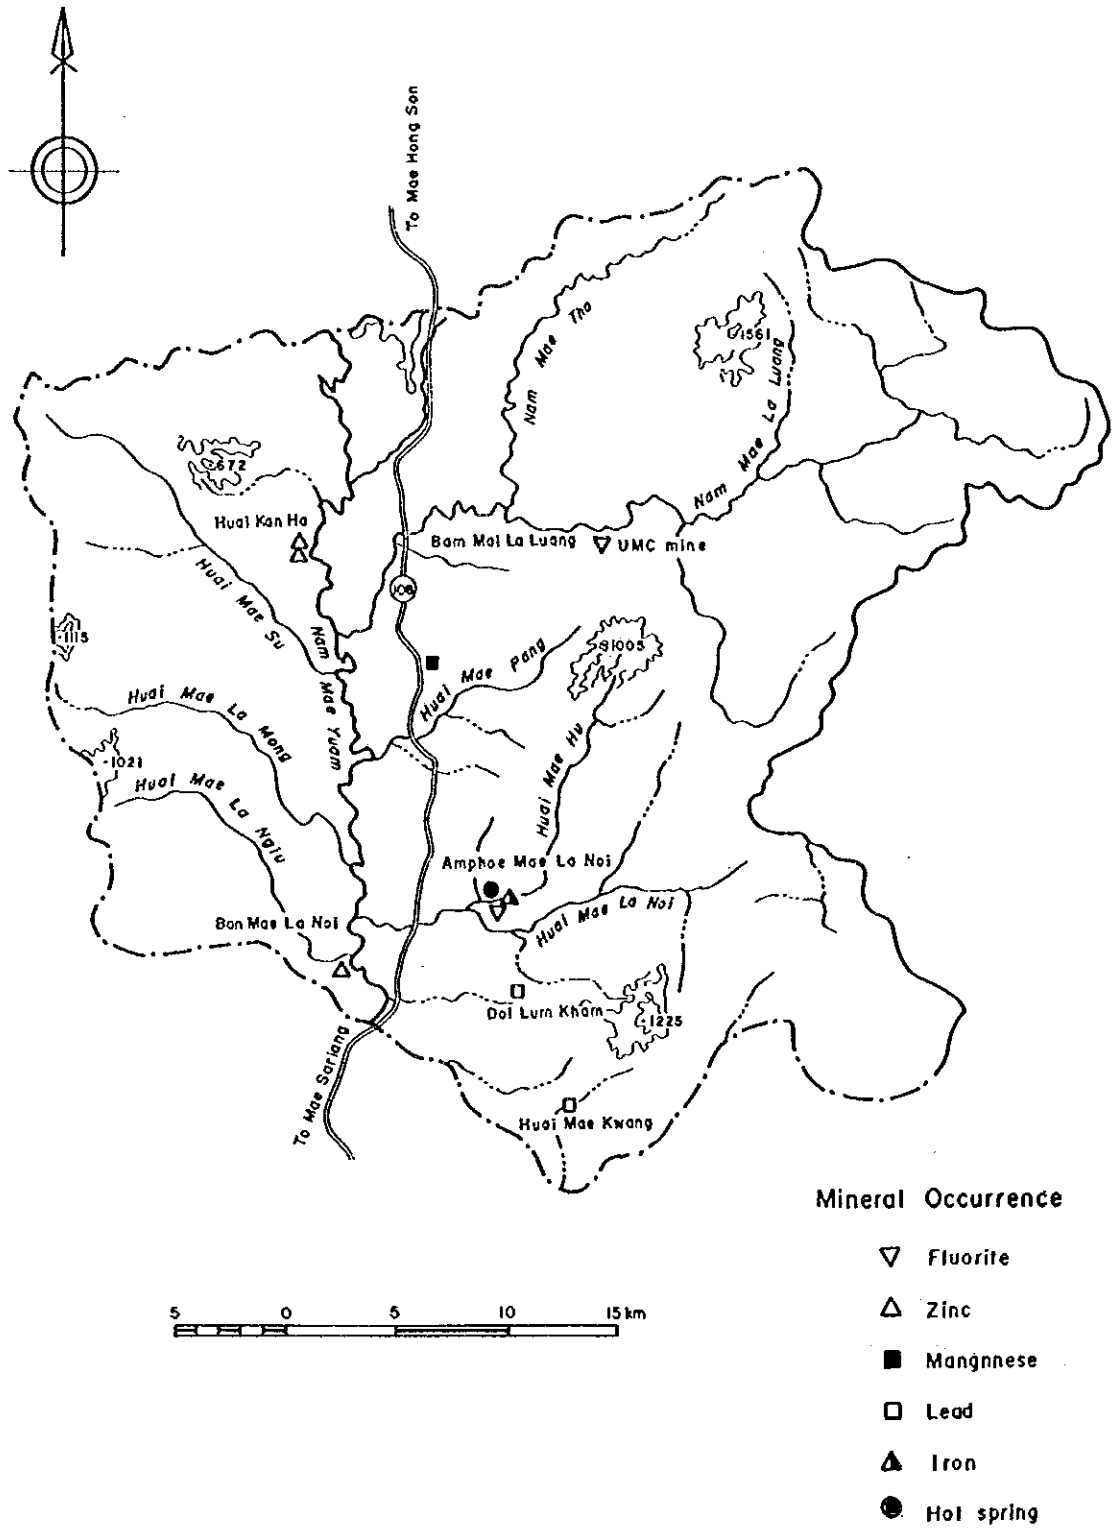 To Mae Hong Son
Nam Mae Tha
1561
Nam Mae La Luang
672
Huai Kan Ha
Bam Mai La Luang
UMC mine
108
Huai Mae Su
1115
Nam Mae Yuam
Huai Mae Pang
1005
Huai Mae La Mong
1021
Huai Mae La Ngiu
Huai Mae Hu
Amphoe Mae La Noi
Ban Mae La Noi
Huai Mae La Noi
Doi Lum Kham
1225
To Mae Sariang
Huai Mae Kwang
Mineral Occurrence
Fluorite
Zinc
Mangnnese
Lead
Iron
Hot spring
5 0 5 10 15 km